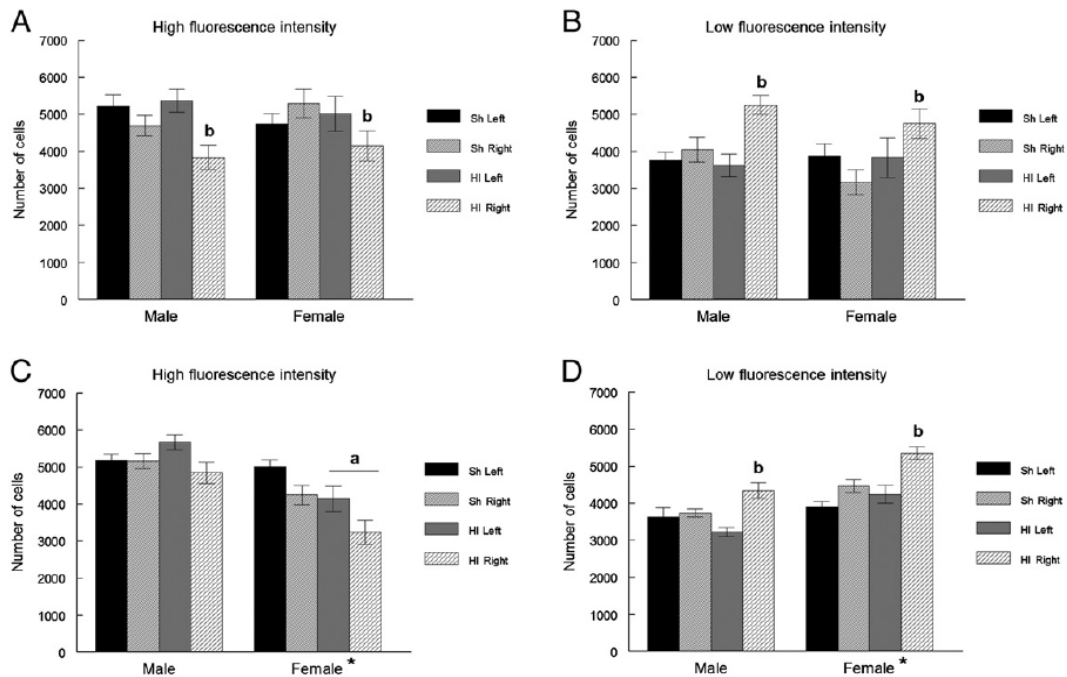 A
High fluorescence intensity
Number of cells
7000
6000
5000
4000
3000
2000
1000
0
b
b
Male
Female
Sh Left
Sh Right
HI Left
HI Right
B
Low fluorescence intensity
Number of cells
7000
6000
5000
4000
3000
2000
1000
0
b
b
Male
Female
Sh Left
Sh Right
HI Left
HI Right
C
High fluorescence intensity
Number of cells
7000
6000
5000
4000
3000
2000
1000
0
a
Male
Female *
Sh Left
Sh Right
HI Left
HI Right
D
Low fluorescence intensity
Number of cells
7000
6000
5000
4000
3000
2000
1000
0
b
b
Male
Female *
Sh Left
Sh Right
HI Left
HI Right